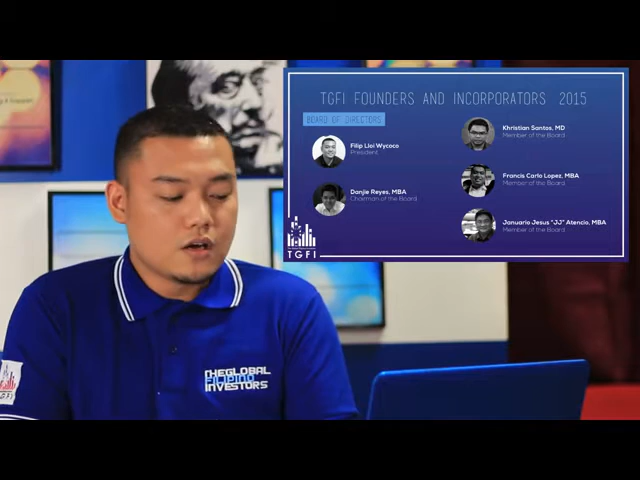 TGFI FOUNDERS AND INCORPORATORS 2015
BOARD OF DIRECTORS
Filip Lloi Wycoco
President
Danjie Reyes, MBA
Chairman of the Board
Khristian Santos, MD
Member of the Board
Francis Carlo Lopez, MBA
Member of the Board
Januario Jesus "JJ" Atencio, MBA
Member of the Board
TGFI
THEGLOBAL
FILIPINO
INVESTORS